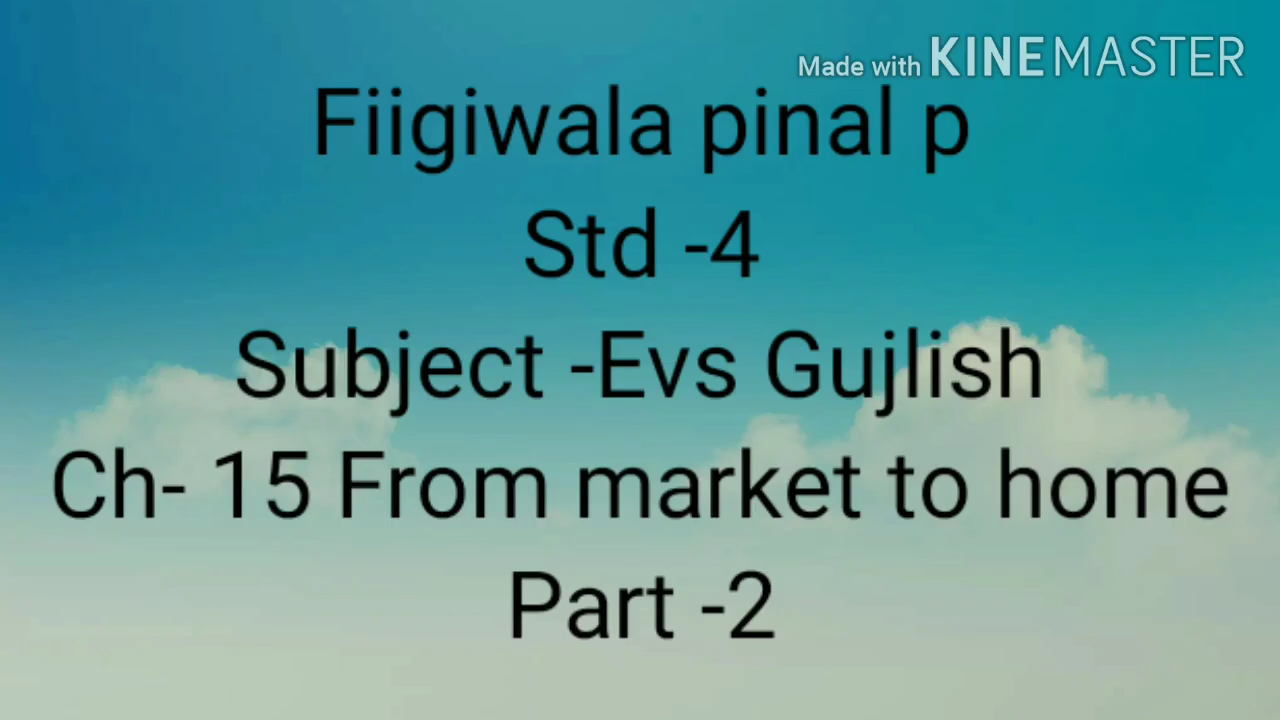 Made with KINEMASTER
Fiigiwala pinal p
Std -4
Subject -Evs Gujlish
Ch- 15 From market to home
Part -2